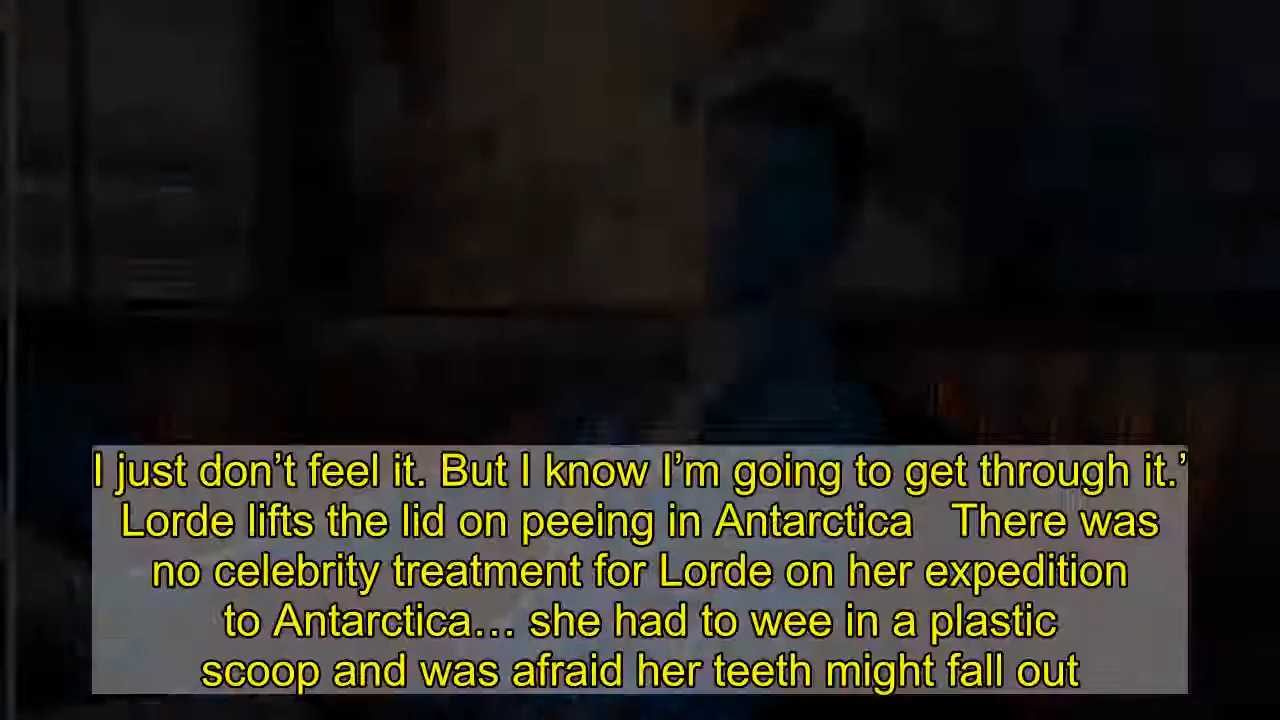 I just don’t feel it. But I know I’m going to get through it.’
Lorde lifts the lid on peeing in Antarctica   There was
no celebrity treatment for Lorde on her expedition
to Antarctica… she had to wee in a plastic
scoop and was afraid her teeth might fall out